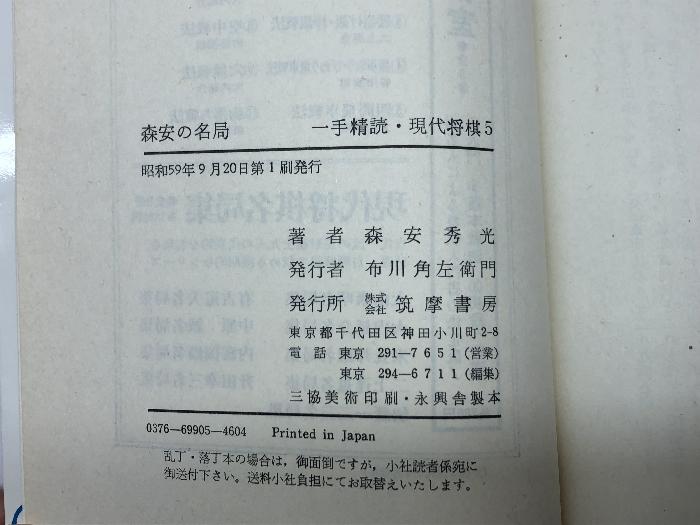 森安の名局　一手精読・現代将棋5
昭和59年9月20日第1刷発行
著者 森安秀光
発行者 布川角左衛門
発行所 株式会社 筑摩書房
東京都千代田区神田小川町2-8
電話 東京 291—7651(営業)
東京 294—6711(編集)
三協美術印刷・永興舎製本
0376—69905—4604 Printed in Japan
乱丁・落丁本の場合は，御面倒ですが，小社読者係宛に
御送付下さい。送料小社負担にてお取替えいたします。